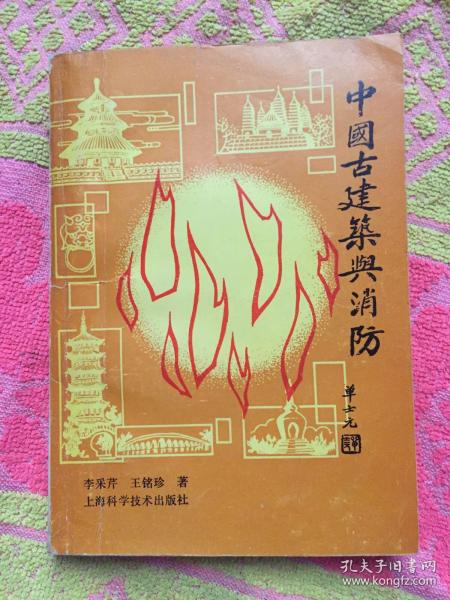 中國古建築與消防
單士元
李采芹 王铭珍 著
上海科学技术出版社
孔夫子旧书网
www.kongfz.com